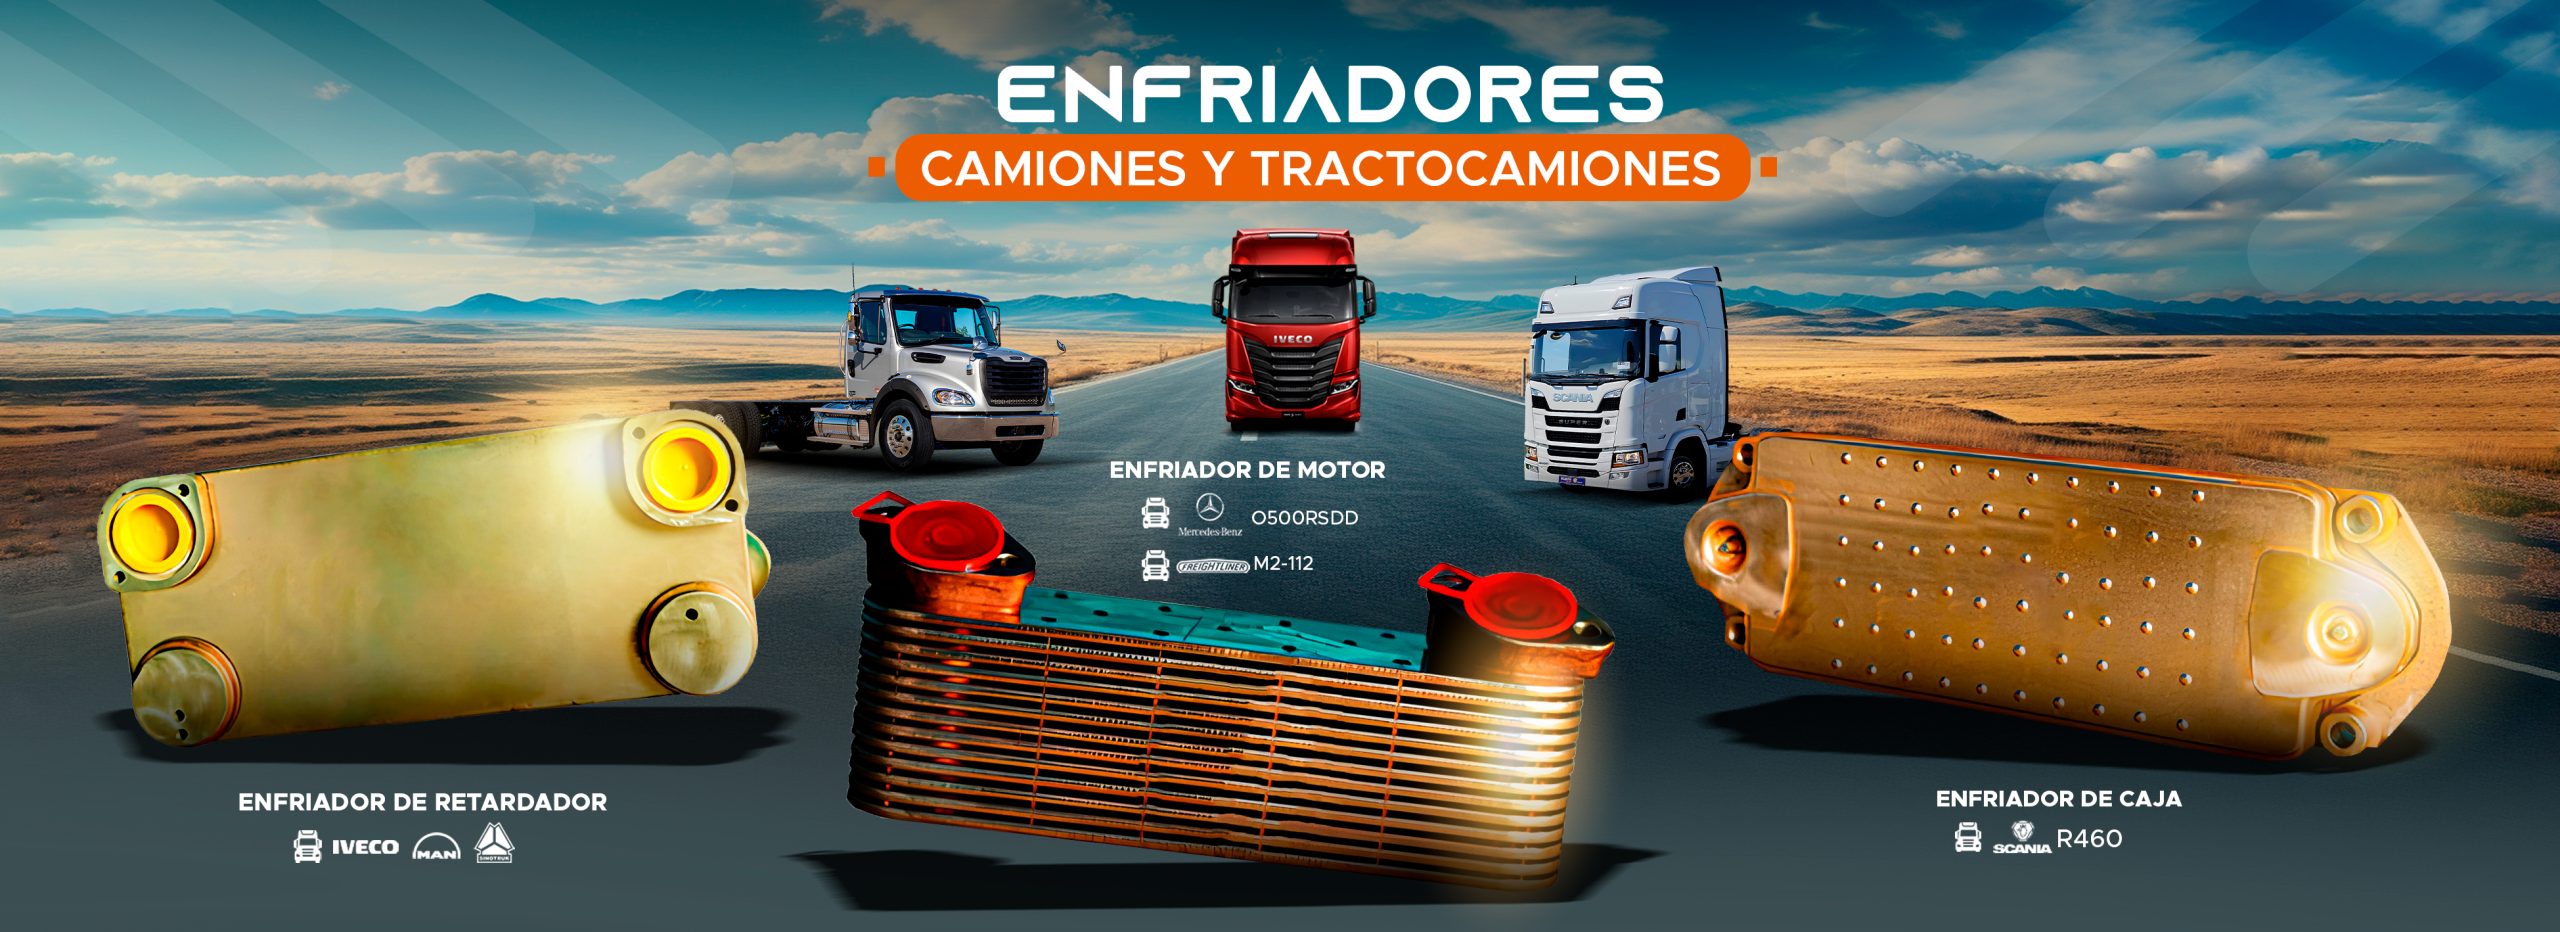 ENFRIADORES
CAMIONES Y TRACTOCAMIONES
IVECO
SCANIA
SUPER
ENFRIADOR DE MOTOR
Mercedes-Benz O500RSDD
FREIGHTLINER M2-112
ENFRIADOR DE RETARDADOR
IVECO MAN SINOTRUK
ENFRIADOR DE CAJA
SCANIA R460